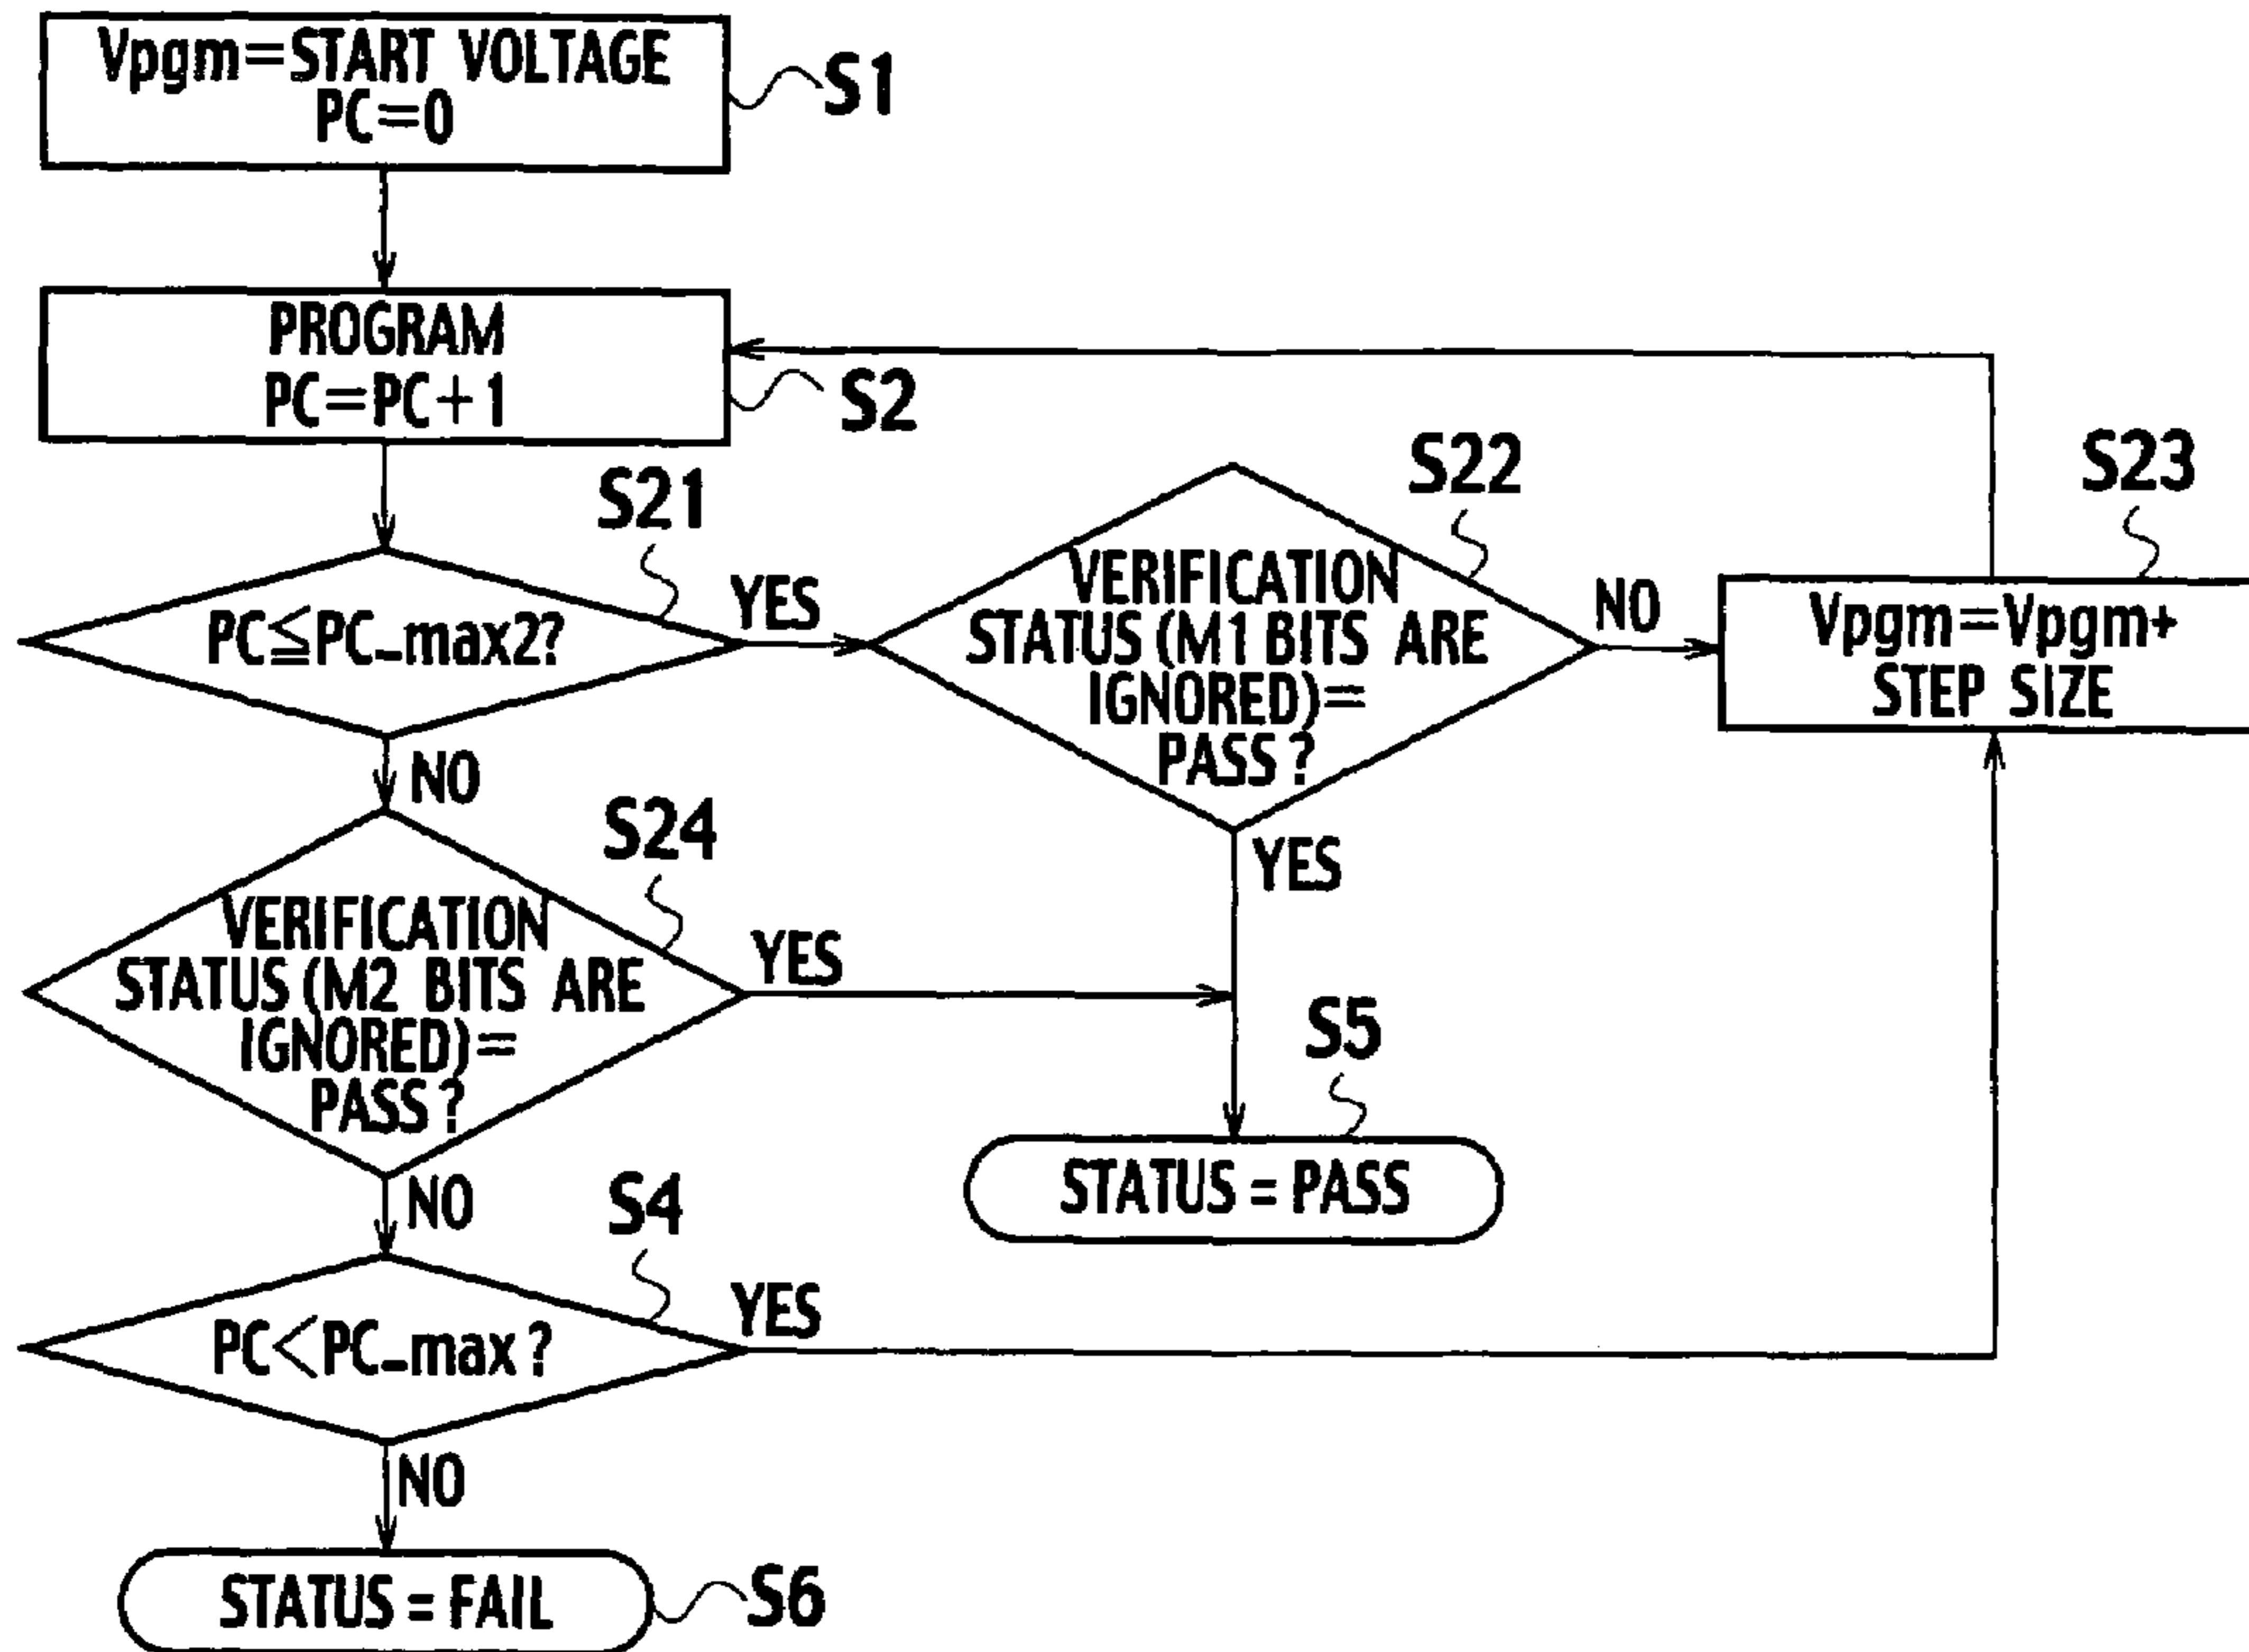 Vpgm=START VOLTAGE
PC=0
S1
PROGRAM
PC=PC+1
S2
S21
PC≦PC_max2?
YES
NO
S22
VERIFICATION
STATUS (M1 BITS ARE
IGNORED)=
PASS?
NO
YES
S23
Vpgm=Vpgm+
STEP SIZE
S24
VERIFICATION
STATUS (M2 BITS ARE
IGNORED)=
PASS?
YES
NO
S5
STATUS=PASS
S4
PC<PC_max?
YES
NO
STATUS=FAIL
S6